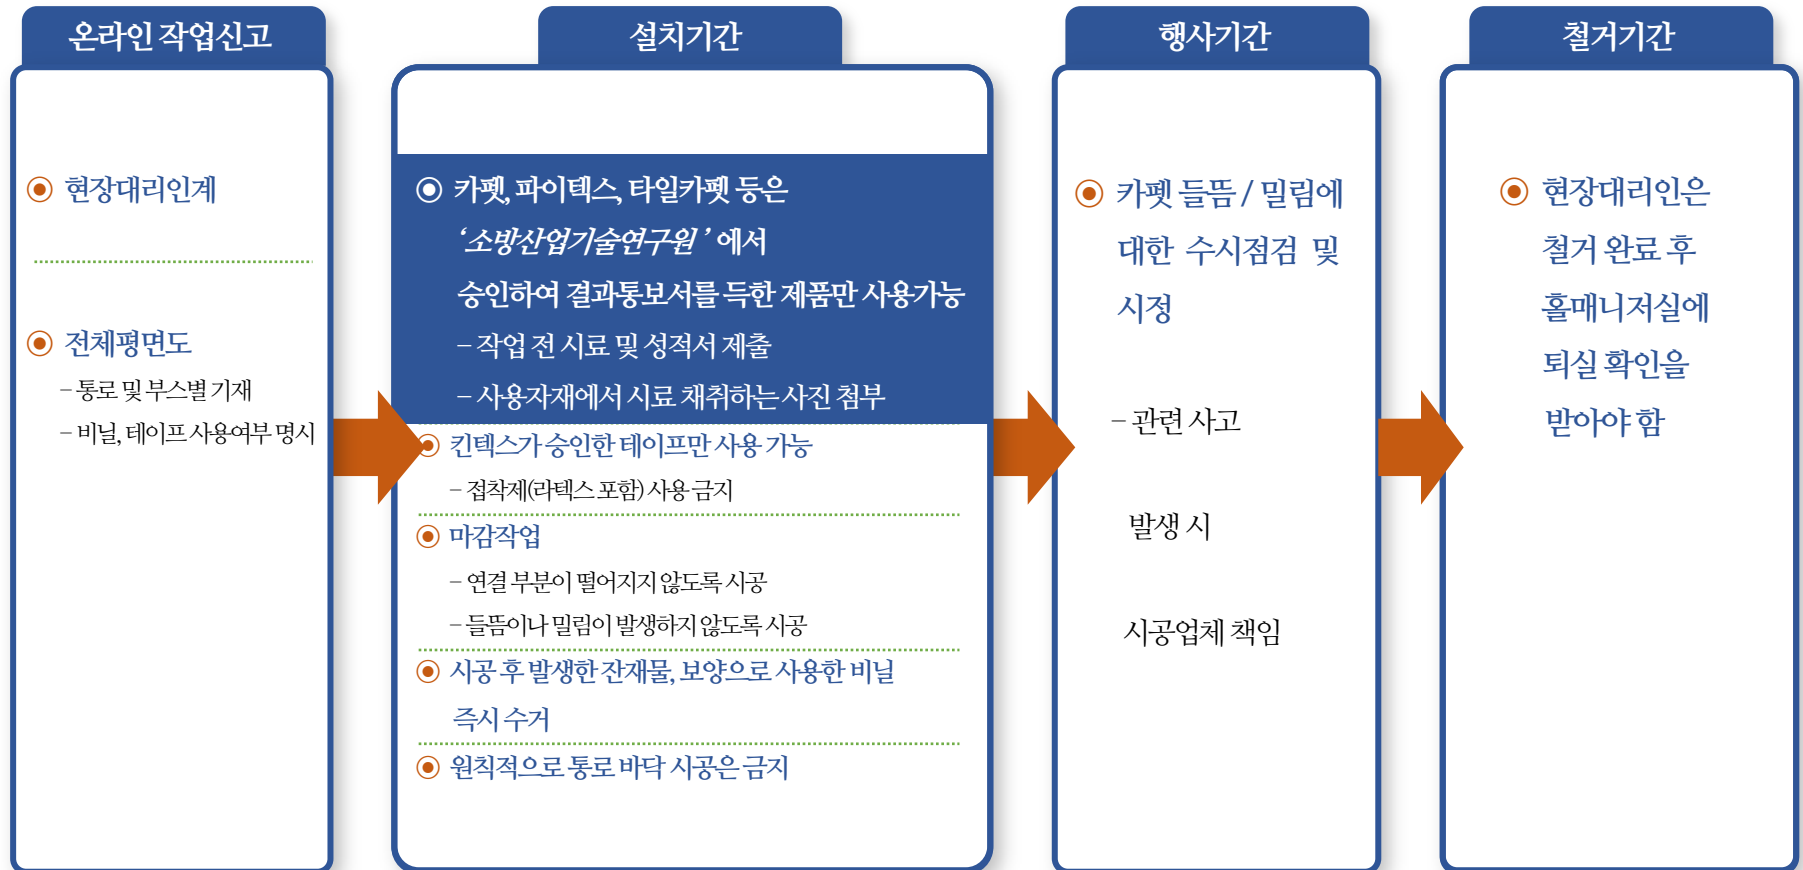 온라인 작업신고
현장대리인계
전체평면도
– 통로 및 부스별 기재
– 비닐, 테이프 사용여부 명시
설치기간
카펫, 파이텍스, 타일카펫 등은
‘소방산업기술연구원 ’ 에서
승인하여 결과통보서를 득한 제품만 사용가능
– 작업 전 시료 및 성적서 제출
– 사용자재에서 시료 채취하는 사진 첨부
킨텍스가 승인한 테이프만 사용 가능
– 접착제(라텍스 포함) 사용 금지
마감작업
– 연결 부분이 떨어지지 않도록 시공
– 들뜸이나 밀림이 발생하지 않도록 시공
시공 후 발생한 잔재물, 보양으로 사용한 비닐
즉시 수거
원칙적으로 통로 바닥 시공은 금지
행사기간
카펫 들뜸 / 밀림에
대한 수시점검 및
시정
– 관련 사고
발생 시
시공업체 책임
철거기간
현장대리인은
철거 완료 후
홀매니저실에
퇴실 확인을
받아야 함